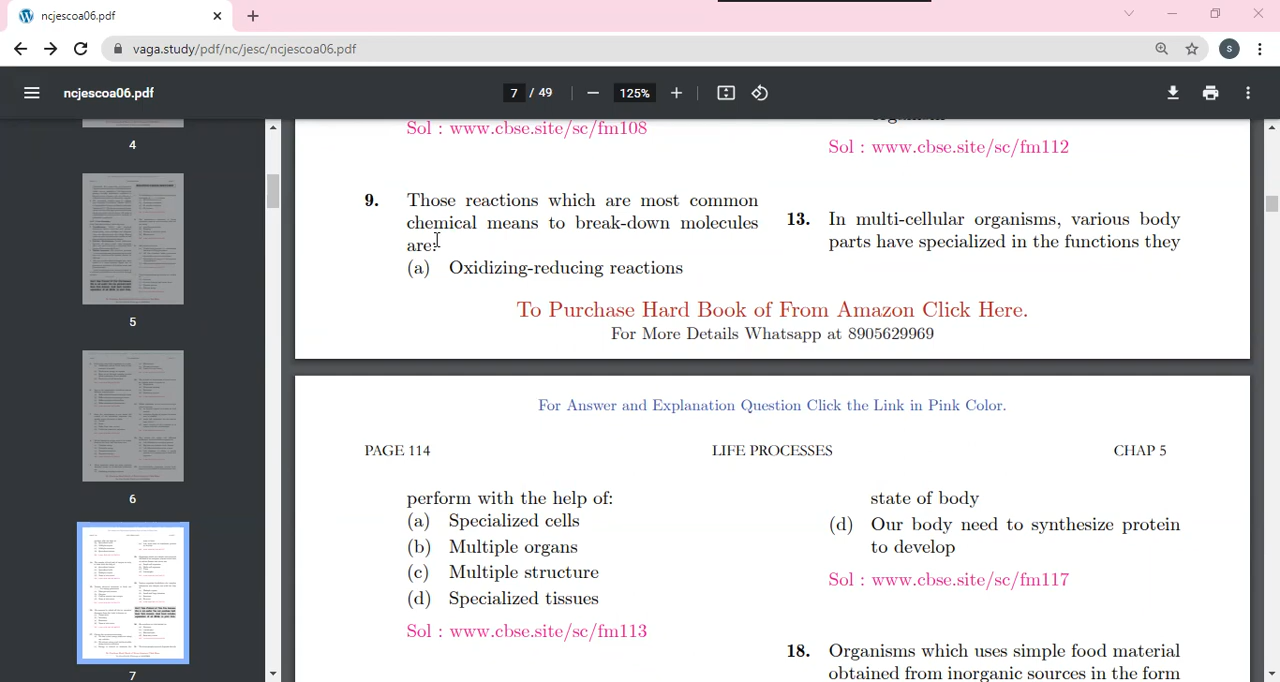 ncjescoa06.pdf
vaga.study/pdf/nc/jesc/ncjescoa06.pdf
S
ncjescoa06.pdf
7 / 49
125%
4
5
6
7
Sol : www.cbse.site/sc/fm108
9. Those reactions which are most common
chemical means to break-down molecules
are:
(a) Oxidizing-reducing reactions
Sol : www.cbse.site/sc/fm112
13. In multi-cellular organisms, various body
parts have specialized in the functions they
To Purchase Hard Book of From Amazon Click Here.
For More Details Whatsapp at 8905629969
For Answer and Explanation Question Click the Link in Pink Color.
PAGE 114
LIFE PROCESSES
CHAP 5
perform with the help of:
(a) Specialized cells
(b) Multiple organs
(c) Multiple shape
(d) Specialized issues
Sol : www.cbse.site/sc/fm113
state of body
(d) Our body need to synthesize protein
to develop
Sol : www.cbse.site/sc/fm117
18. Organisms which uses simple food material
obtained from inorganic sources in the form